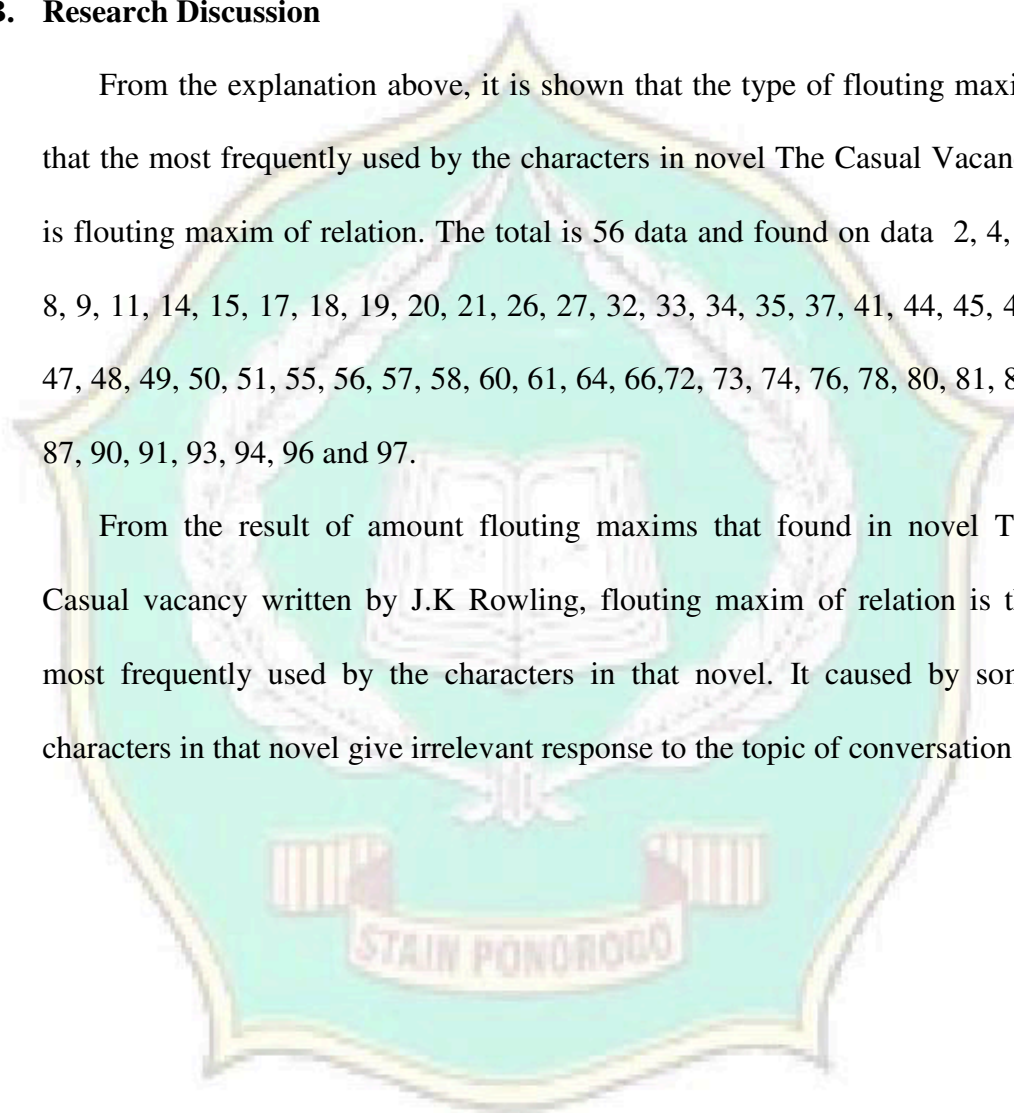 B. Research Discussion
From the explanation above, it is shown that the type of flouting
that the most frequently used by the characters in novel The Casual
is flouting maxim of relation. The total is 56 data and found on data 2, 4,
8, 9, 11, 14, 15, 17, 18, 19, 20, 21, 26, 27, 32, 33, 34, 35, 37, 41, 44, 45,
47, 48, 49, 50, 51, 55, 56, 57, 58, 60, 61, 64, 66,72, 73, 74, 76, 78, 80, 81,
87, 90, 91, 93, 94, 96 and 97.
From the result of amount flouting maxims that found in novel
Casual vacancy written by J.K Rowling, flouting maxim of relation is
most frequently used by the characters in that novel. It caused by
characters in that novel give irrelevant response to the topic of conversation
STAIN PONOROGO